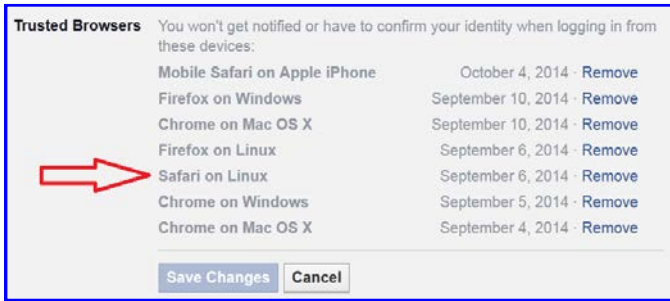 Trusted Browsers You won't get notified or have to confirm your identity when logging in from
these devices:
Mobile Safari on Apple iPhone October 4, 2014 · Remove
Firefox on Windows September 10, 2014 · Remove
Chrome on Mac OS X September 10, 2014 · Remove
Firefox on Linux September 6, 2014 · Remove
Safari on Linux September 6, 2014 · Remove
Chrome on Windows September 5, 2014 · Remove
Chrome on Mac OS X September 4, 2014 · Remove
Save Changes Cancel